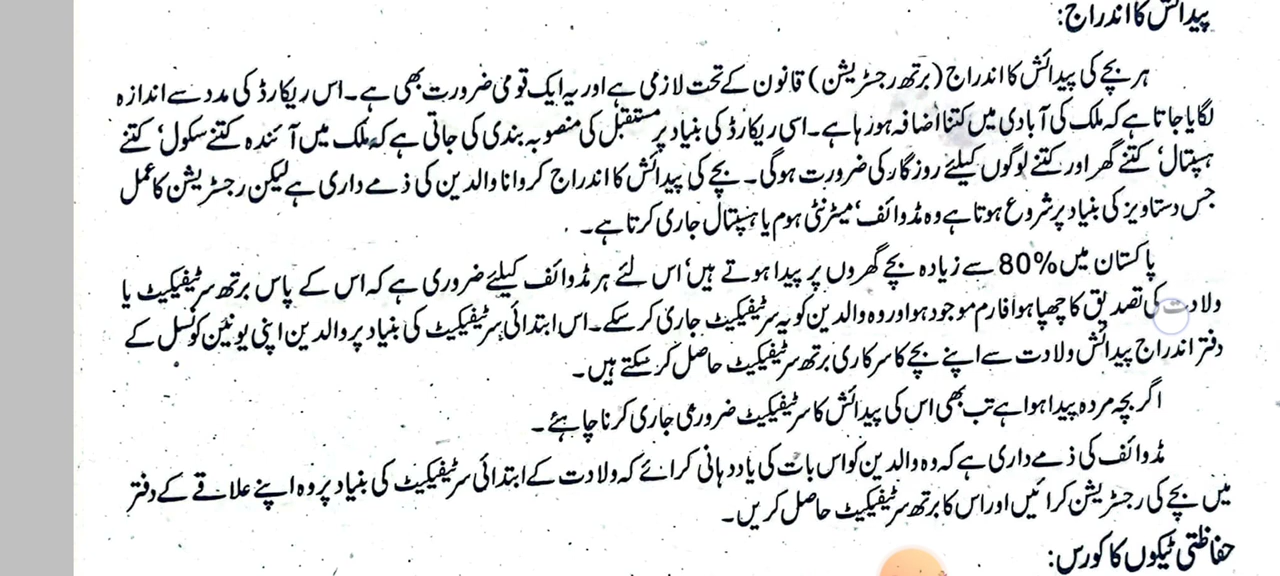 پیدائش کا اندراج:
ہر بچے کی پیدائش کا اندراج (برتھ رجسٹریشن) قانون کے تحت لازمی ہے اور یہ ایک قومی ضرورت بھی ہے۔ اس ریکارڈ کی مدد سے اندازہ
لگایا جاتا ہے کہ ملک کی آبادی میں کتنا اضافہ ہو رہا ہے۔ اسی ریکارڈ کی بنیاد پر مستقبل کی منصوبہ بندی کی جاتی ہے کہ ملک میں آئندہ کتنے سکول‘ کتنے
ہسپتال‘ کتنے گھر اور کتنے لوگوں کیلئے روزگار کی ضرورت ہوگی۔ بچے کی پیدائش کا اندراج کروانا والدین کی ذمے داری ہے لیکن رجسٹریشن کا عمل
جس دستاویز کی بنیاد پر شروع ہوتا ہے وہ مڈوائف‘ میٹرنٹی ہوم یا ہسپتال جاری کرتا ہے۔
پاکستان میں %80 سے زیادہ بچے گھروں پر پیدا ہوتے ہیں‘ اس لئے ہر مڈوائف کیلئے ضروری ہے کہ اس کے پاس برتھ سرٹیفکیٹ یا
ولادت کی تصدیق کا چھپا ہوا فارم موجود ہو اور وہ والدین کو یہ سرٹیفکیٹ جاری کر سکے۔ اس ابتدائی سرٹیفکیٹ کی بنیاد پر والدین اپنی یونین کونسل کے
دفتر اندراج پیدائش ولادت سے اپنے بچے کا سرکاری برتھ سرٹیفکیٹ حاصل کر سکتے ہیں۔
اگر بچہ مردہ پیدا ہوا ہے تب بھی اس کی پیدائش کا سرٹیفکیٹ ضروری جاری کرنا چاہئے۔
مڈوائف کی ذمے داری ہے کہ وہ والدین کو اس بات کی یاد دہانی کرائے کہ ولادت کے ابتدائی سرٹیفکیٹ کی بنیاد پر وہ اپنے علاقے کے دفتر
میں بچے کی رجسٹریشن کرائیں اور اس کا برتھ سرٹیفکیٹ حاصل کریں۔
حفاظتی ٹیکوں کا کورس: